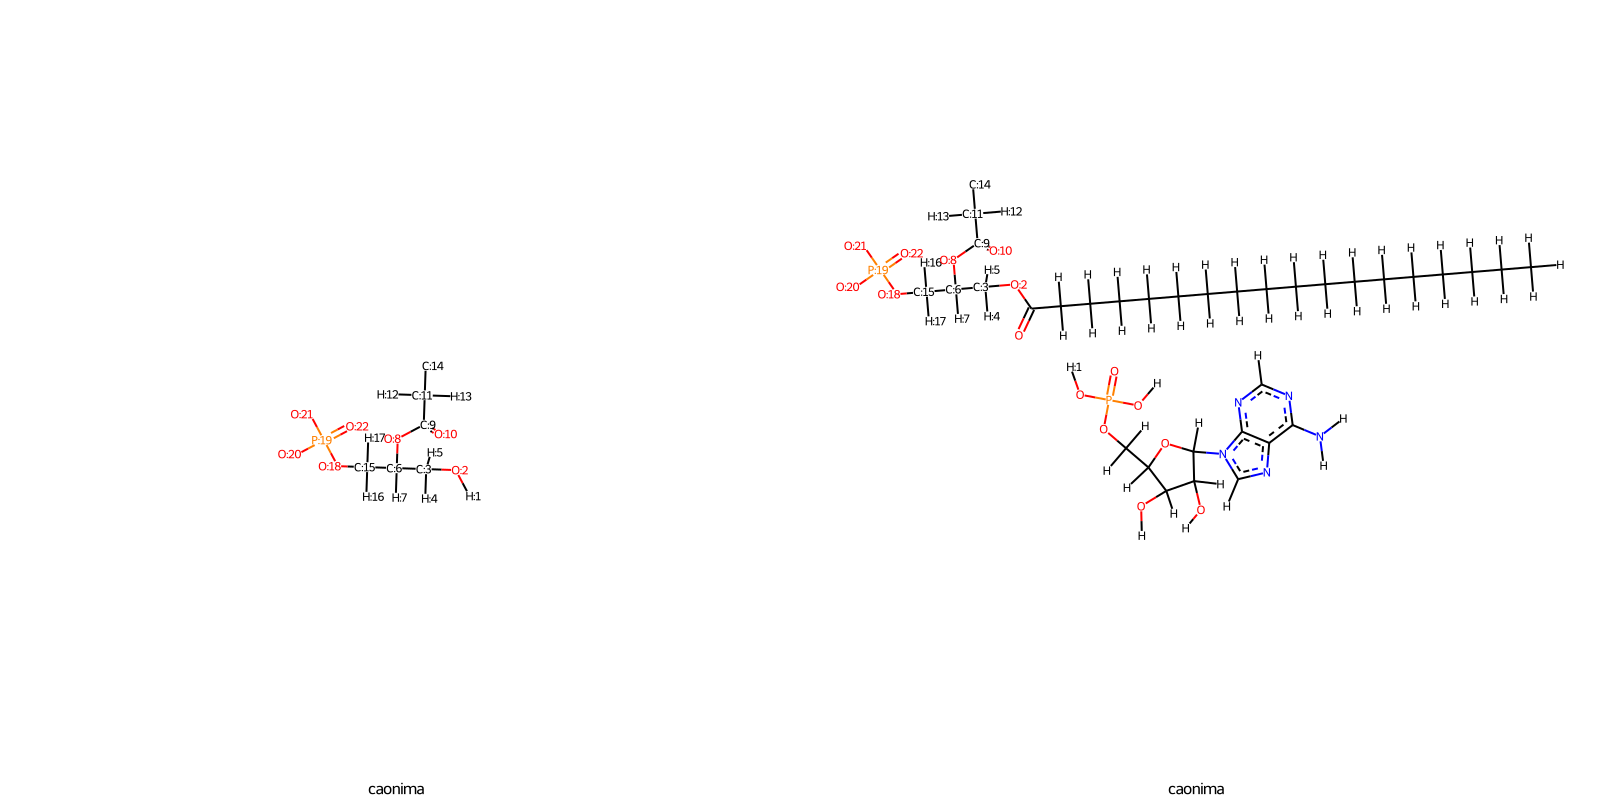 C:14
H:12 C:11 H:13
O:21 O:22 C:9 O:10
P:19 H:17 O:8
O:20 H:5
O:18 C:15 C:6 C:3 O:2
H:16 H:7 H:4 H:1
caonima
C:14
H:13 C:11 H:12
O:21 O:22 C:9 O:10
P:19 H:16 O:8 H:5
O:20 O:18 C:15 C:6 C:3 O:2
H:17 H:7 H:4
H H H H H H H H H H H H H H H H H
H
O H H H H H H H H H H H H H H H H H
H
H:1 O H
O P O N N
H
O H O N H
H N N H
H N
H H
O H O H N
H H
H
caonima